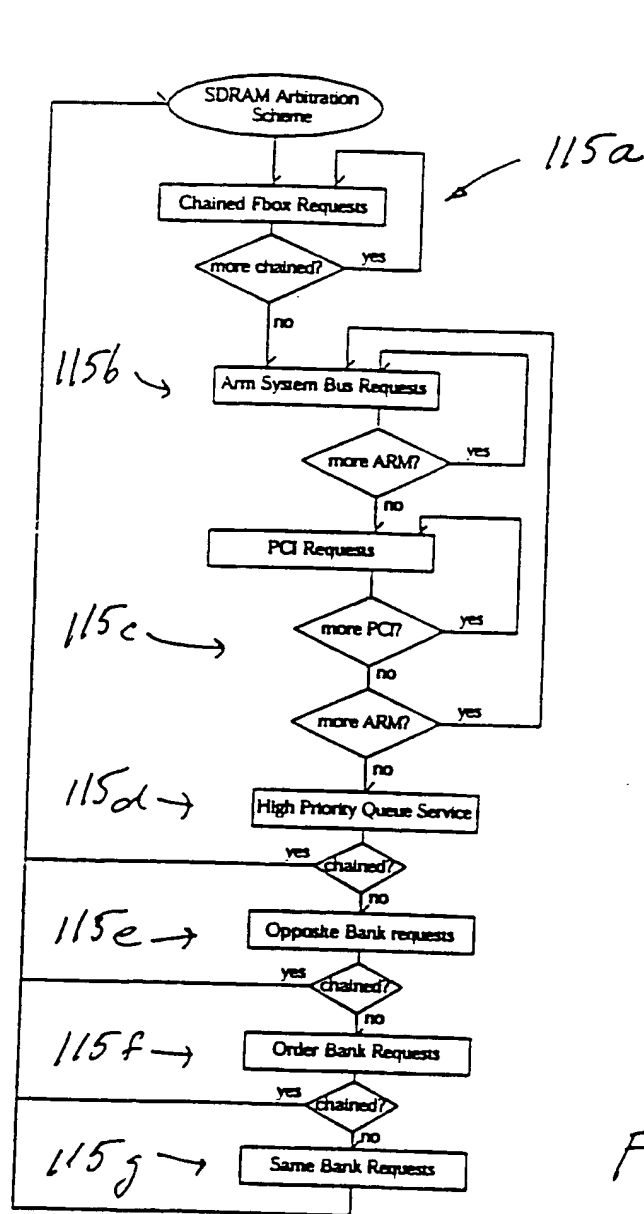 SDRAM Arbitration
Scheme
115a
Chained Fbox Requests
more chained?
yes
no
115b
Arm System Bus Requests
more ARM?
yes
no
PCI Requests
115c
more PCI?
yes
no
more ARM?
yes
no
115d
High Priority Queue Service
yes
chained?
no
115e
Opposite Bank requests
yes
chained?
no
115f
Order Bank Requests
yes
chained?
no
115g
Same Bank Requests
F